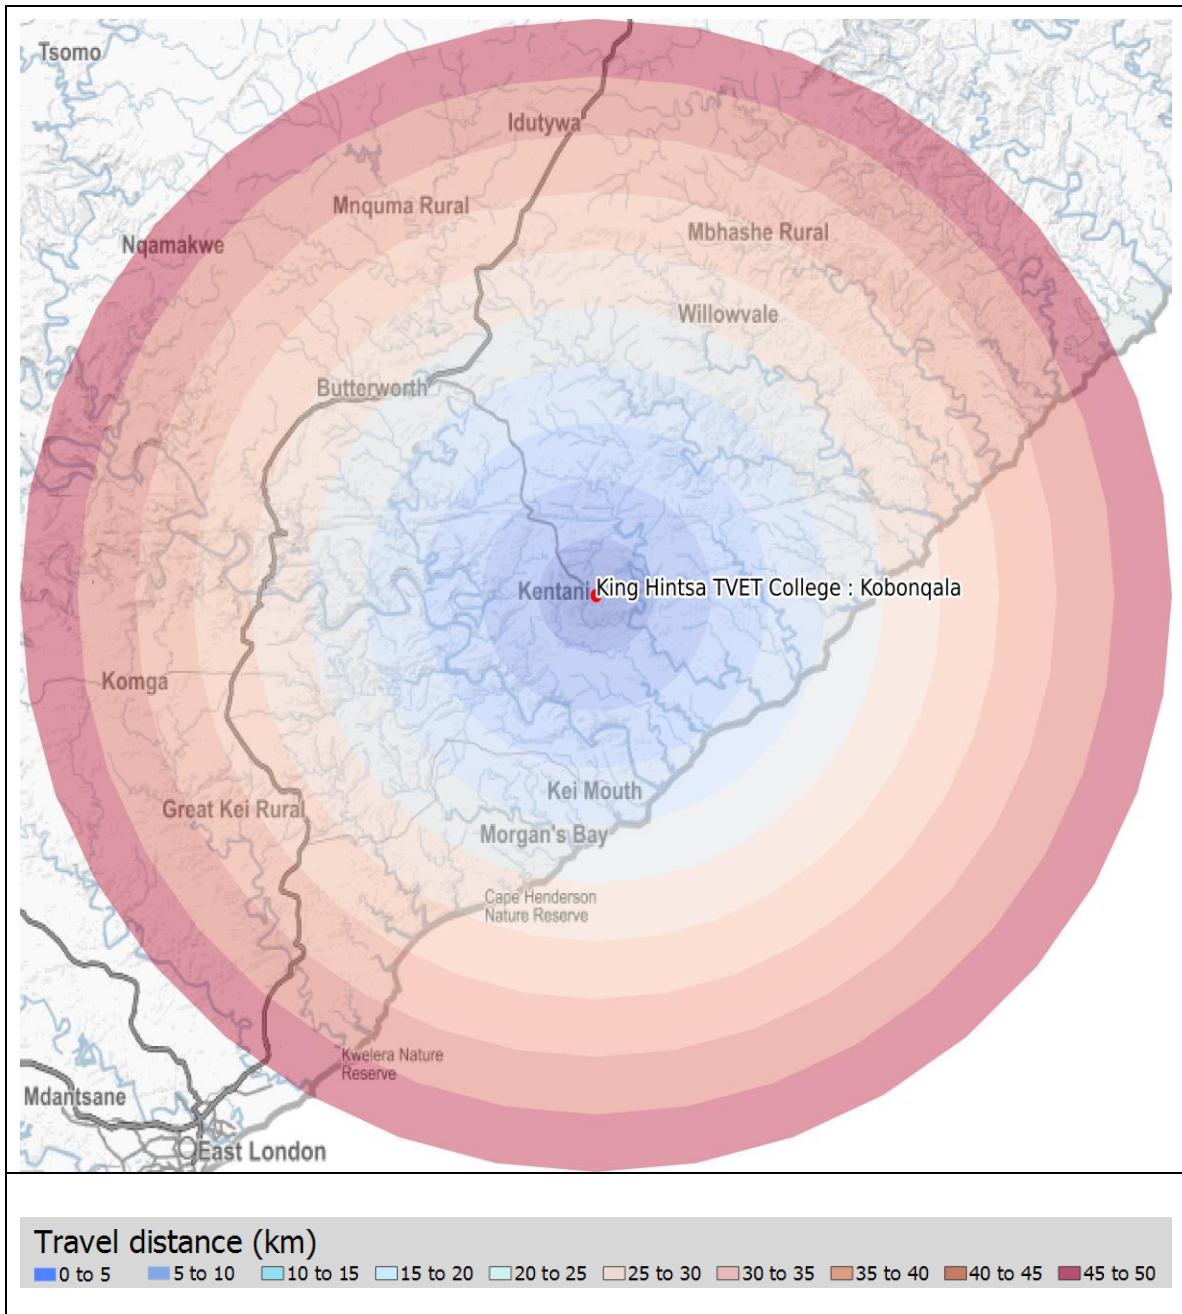 Tsomo
Idutywa
Mnquma Rural
Nqamakwe
Mbhashe Rural
Willowvale
Butterworth
Kentani
King Hintsa TVET College : Kobonqala
Komga
Kei Mouth
Great Kei Rural
Morgan's Bay
Cape Henderson
Nature Reserve
Kwelera Nature
Reserve
Mdantsane
East London
Travel distance (km)
0 to 5 5 to 10 10 to 15 15 to 20 20 to 25 25 to 30 30 to 35 35 to 40 40 to 45 45 to 50